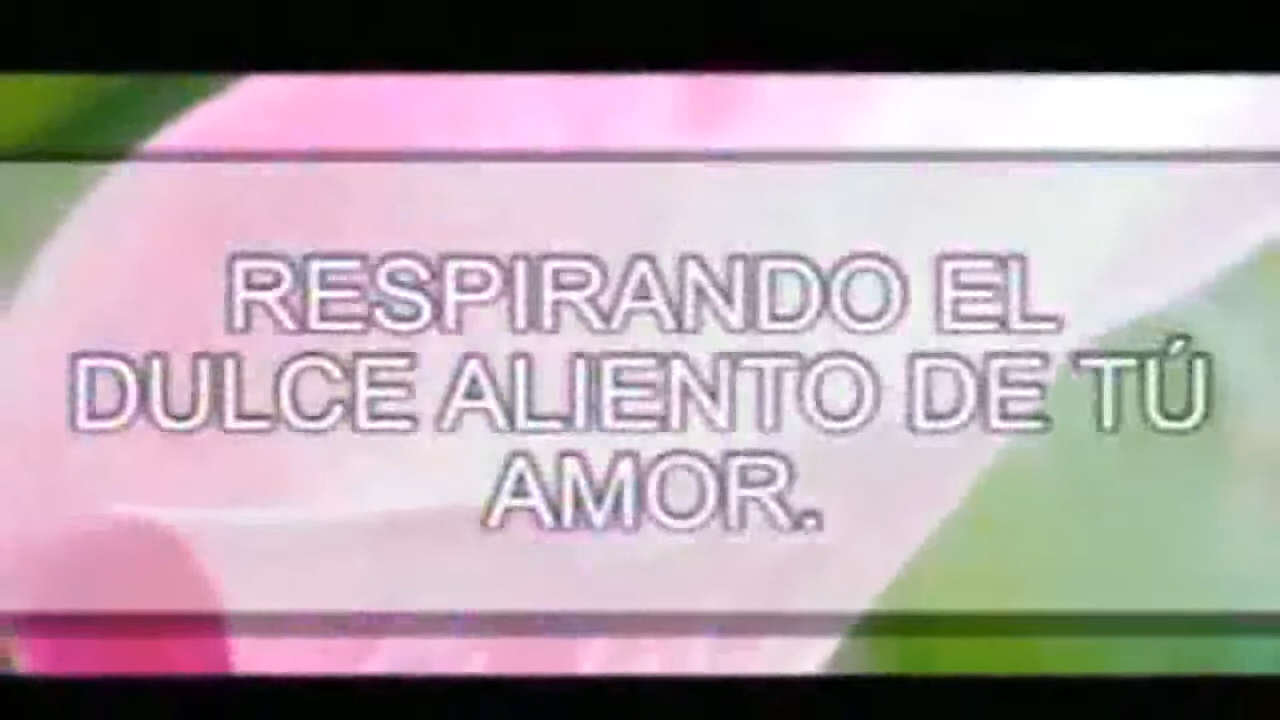 RESPIRANDO EL
DULCE ALIENTO DE TÚ
AMOR.